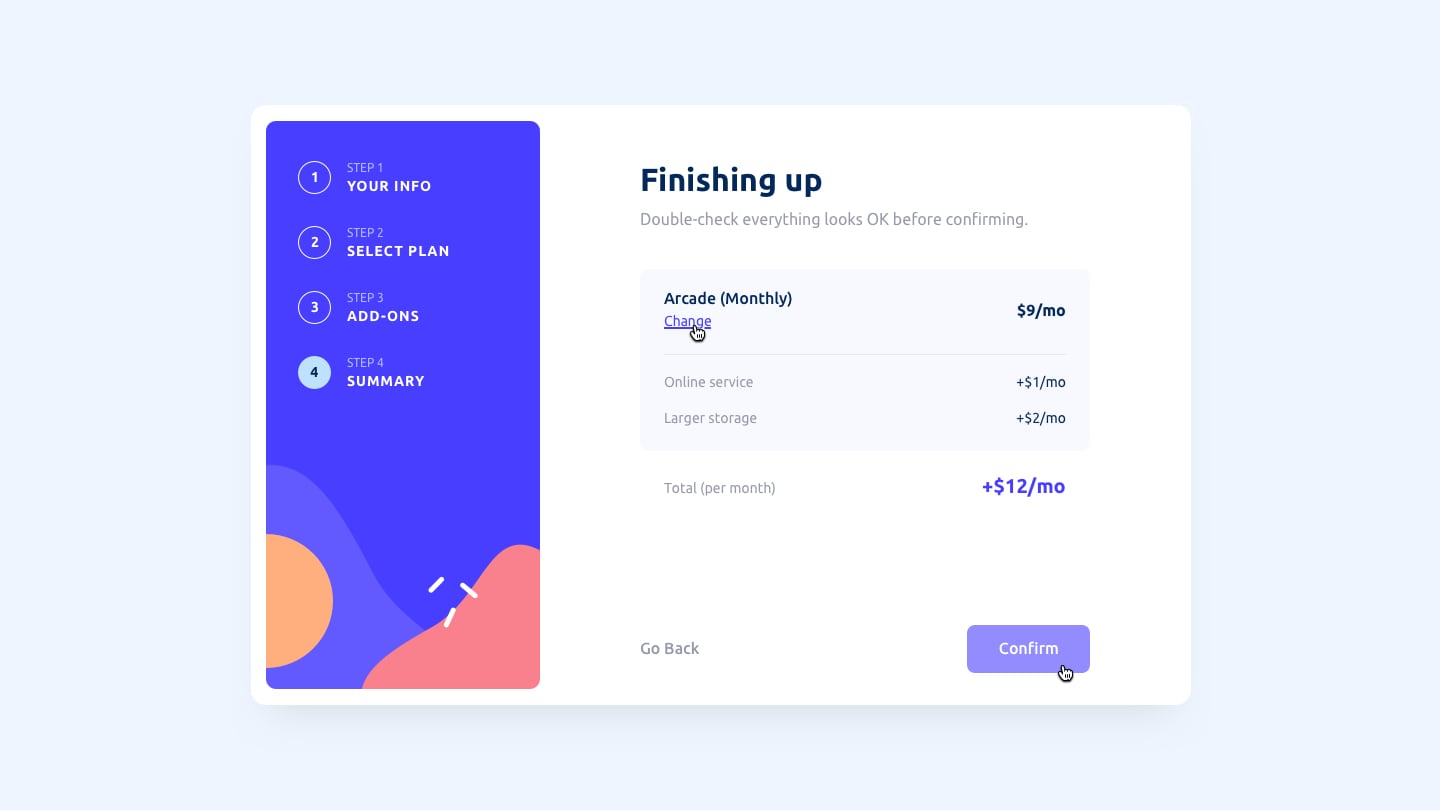 1
STEP 1
YOUR INFO
2
STEP 2
SELECT PLAN
3
STEP 3
ADD-ONS
4
STEP 4
SUMMARY
Finishing up
Double-check everything looks OK before confirming.
Arcade (Monthly)
Change
$9/mo
Online service +$1/mo
Larger storage +$2/mo
Total (per month) +$12/mo
Go Back
Confirm